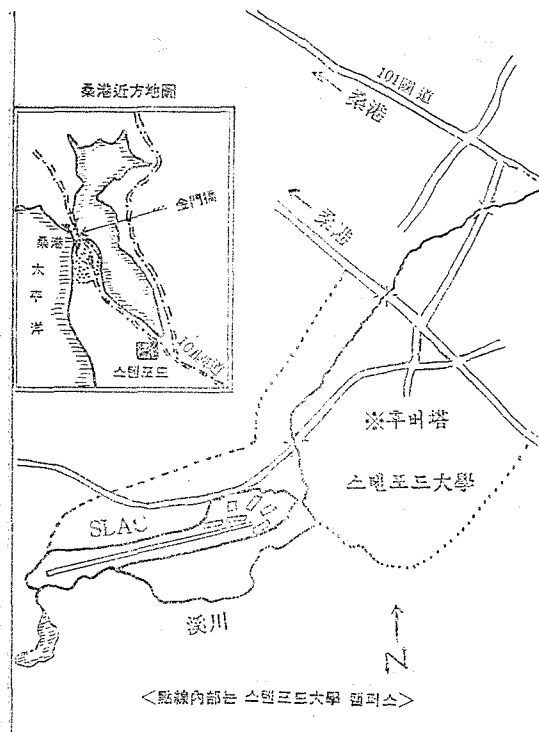 桑港近方地圖
金門橋
桑港
太平洋
101國道
스탠포드
101國道
桑港
桑港
※후버塔
스탠포드大學
SLAC
溪川
N
<點線內部는 스탠포드大學 캠퍼스>